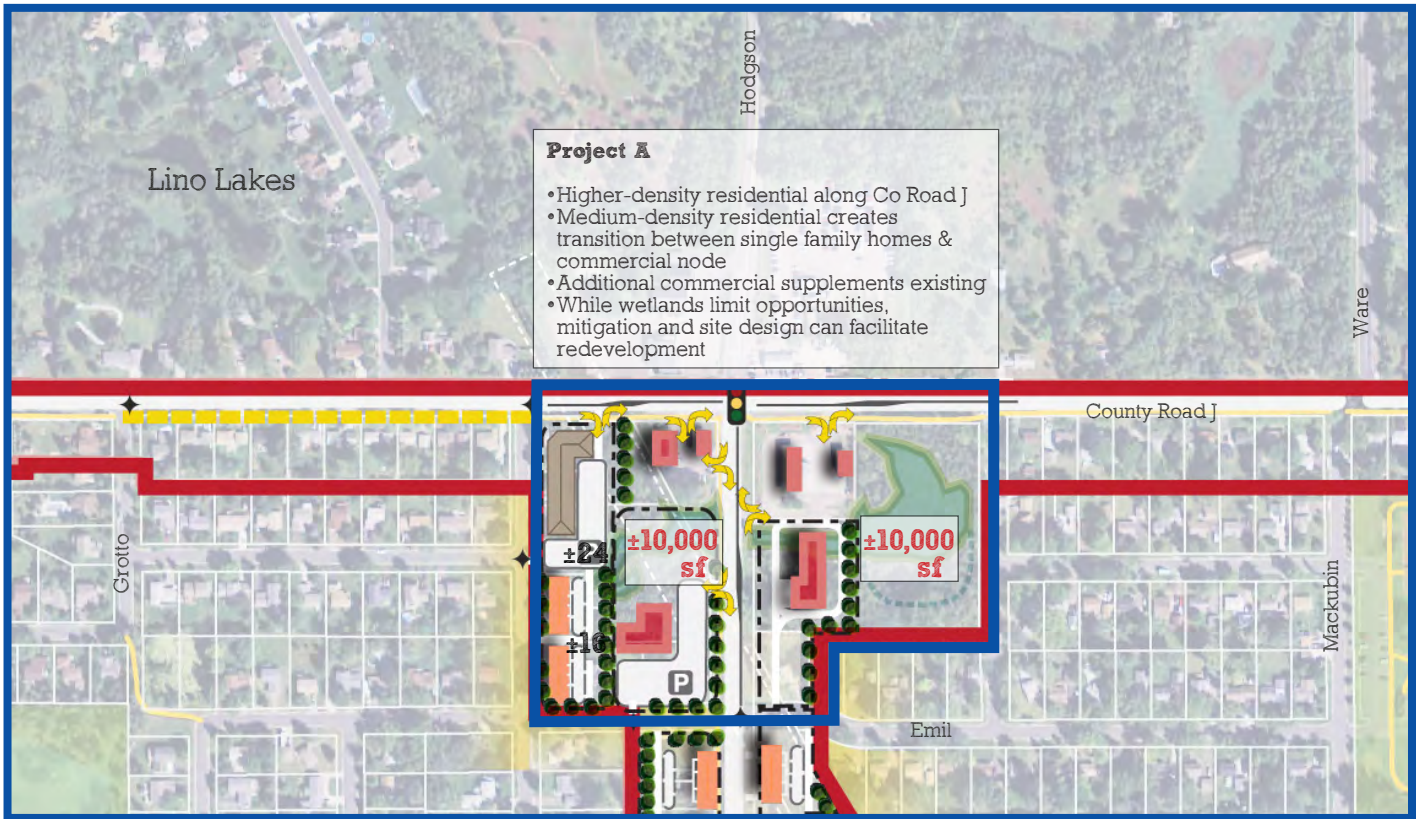 Hodgson
Project A
•Higher-density residential along Co Road J
•Medium-density residential creates
transition between single family homes &
commercial node
•Additional commercial supplements existing
•While wetlands limit opportunities,
mitigation and site design can facilitate
redevelopment
Lino Lakes
Ware
County Road J
Grotto
±24
±10,000
sf
±10,000
sf
±16
P
Mackubin
Emil